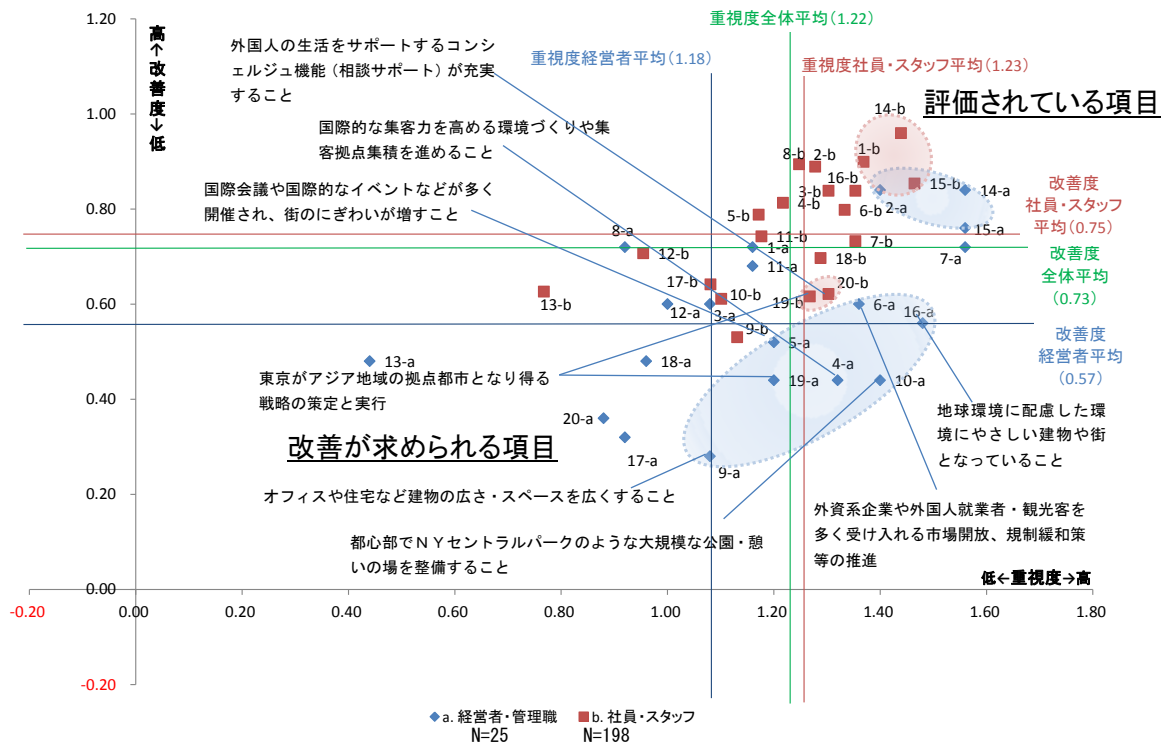 1.20
1.00
0.80
0.60
0.40
0.20
0.00
-0.20
-0.20
0.00
0.20
0.40
0.60
0.80
1.00
1.20
1.40
1.60
1.80
高↑改善度↓低
低←重視度→高
重視度全体平均(1.22)
重視度経営者平均(1.18)
重視度社員・スタッフ平均(1.23)
評価されている項目
改善が求められる項目
外国人の生活をサポートするコンシ
ェルジュ機能（相談サポート）が充実
すること
国際的な集客力を高める環境づくりや集
客拠点集積を進めること
国際会議や国際的なイベントなどが多く
開催され、街のにぎわいが増すこと
改善度
社員・スタッフ
平均(0.75)
改善度
全体平均
(0.73)
改善度
経営者平均
(0.57)
14-b
8-b
2-b
1-b
16-b
15-b
14-a
3-b
4-b
2-a
5-b
6-b
15-a
8-a
11-b
7-b
1-a
7-a
12-b
11-a
18-b
17-b
20-b
13-b
10-b
19-b
6-a
12-a
3-a
16-a
9-b
5-a
13-a
18-a
4-a
19-a
10-a
20-a
17-a
9-a
東京がアジア地域の拠点都市となり得る
戦略の策定と実行
オフィスや住宅など建物の広さ・スペースを広くすること
都心部でＮＹセントラルパークのような大規模な公園・憩
いの場を整備すること
地球環境に配慮した環
境にやさしい建物や街
となっていること
外資系企業や外国人就業者・観光客を
多く受け入れる市場開放、規制緩和策
等の推進
a. 経営者・管理職
N=25
b. 社員・スタッフ
N=198